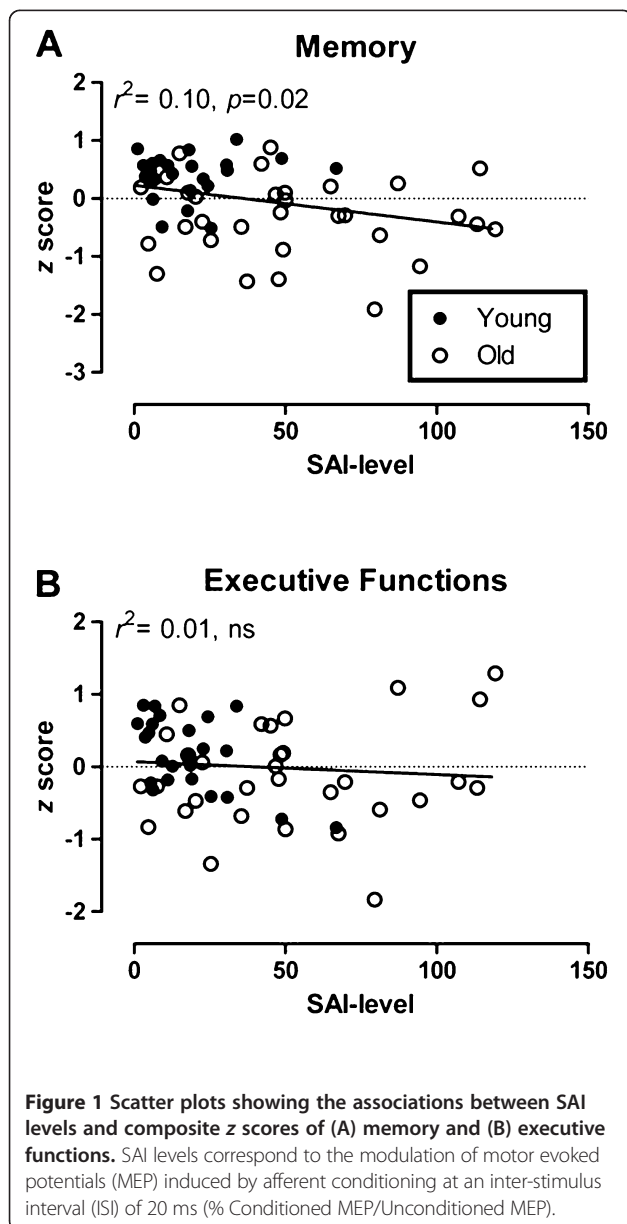 A
Memory
r²= 0.10, p=0.02
2
1
0
-1
-2
-3
z score
Young
Old
0
50
100
150
SAI-level
B
Executive Functions
r²= 0.01, ns
2
1
0
-1
-2
z score
0
50
100
150
SAI-level
Figure 1 Scatter plots showing the associations between SAI
levels and composite z scores of (A) memory and (B) executive
functions. SAI levels correspond to the modulation of motor evoked
potentials (MEP) induced by afferent conditioning at an inter-stimulus
interval (ISI) of 20 ms (% Conditioned MEP/Unconditioned MEP).